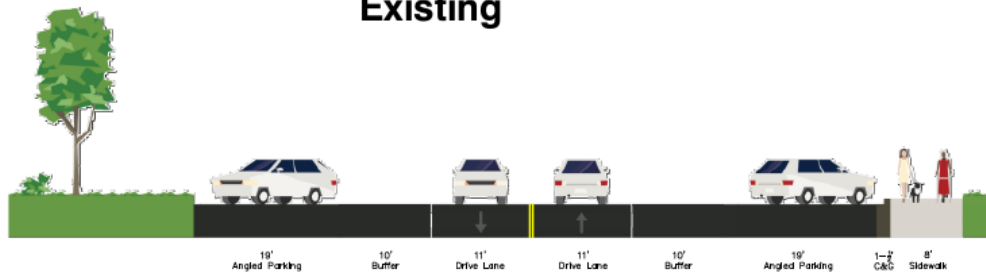 Existing
19'
Angled Parking
10'
Buffer
11'
Drive Lane
11'
Drive Lane
10'
Buffer
19'
Angled Parking
C&G
8'
Sidewalk